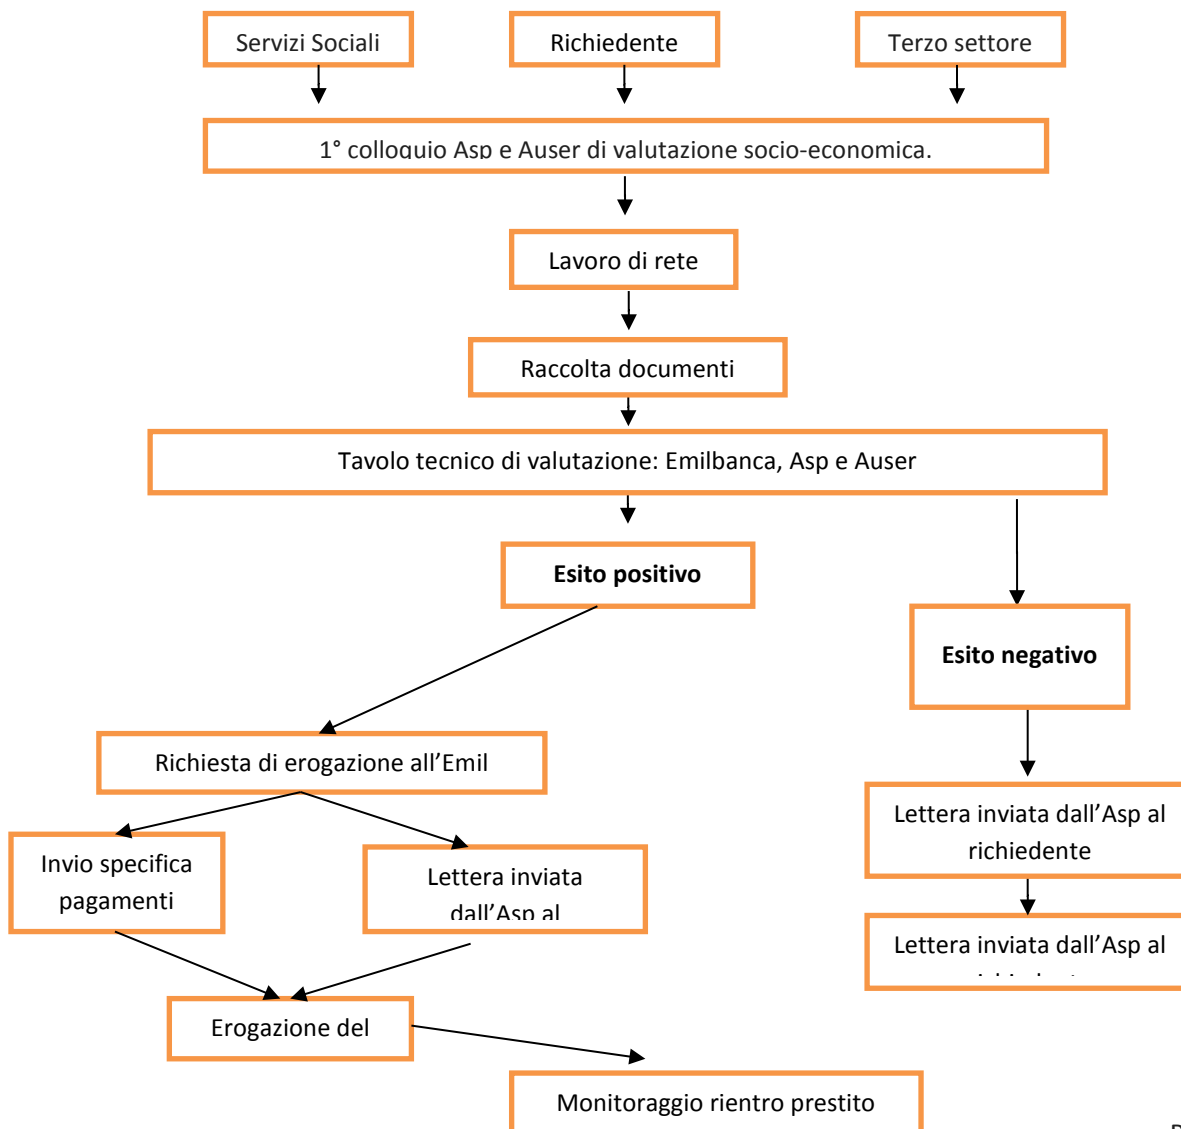 Servizi Sociali
Richiedente
Terzo settore
1° colloquio Asp e Auser di valutazione socio-economica.
Lavoro di rete
Raccolta documenti
Tavolo tecnico di valutazione: Emilbanca, Asp e Auser
Esito positivo
Esito negativo
Richiesta di erogazione all’Emil
Lettera inviata dall’Asp al
richiedente
Invio specifica
pagamenti
Lettera inviata
dall’Asp al
Lettera inviata dall’Asp al
Erogazione del
Monitoraggio rientro prestito